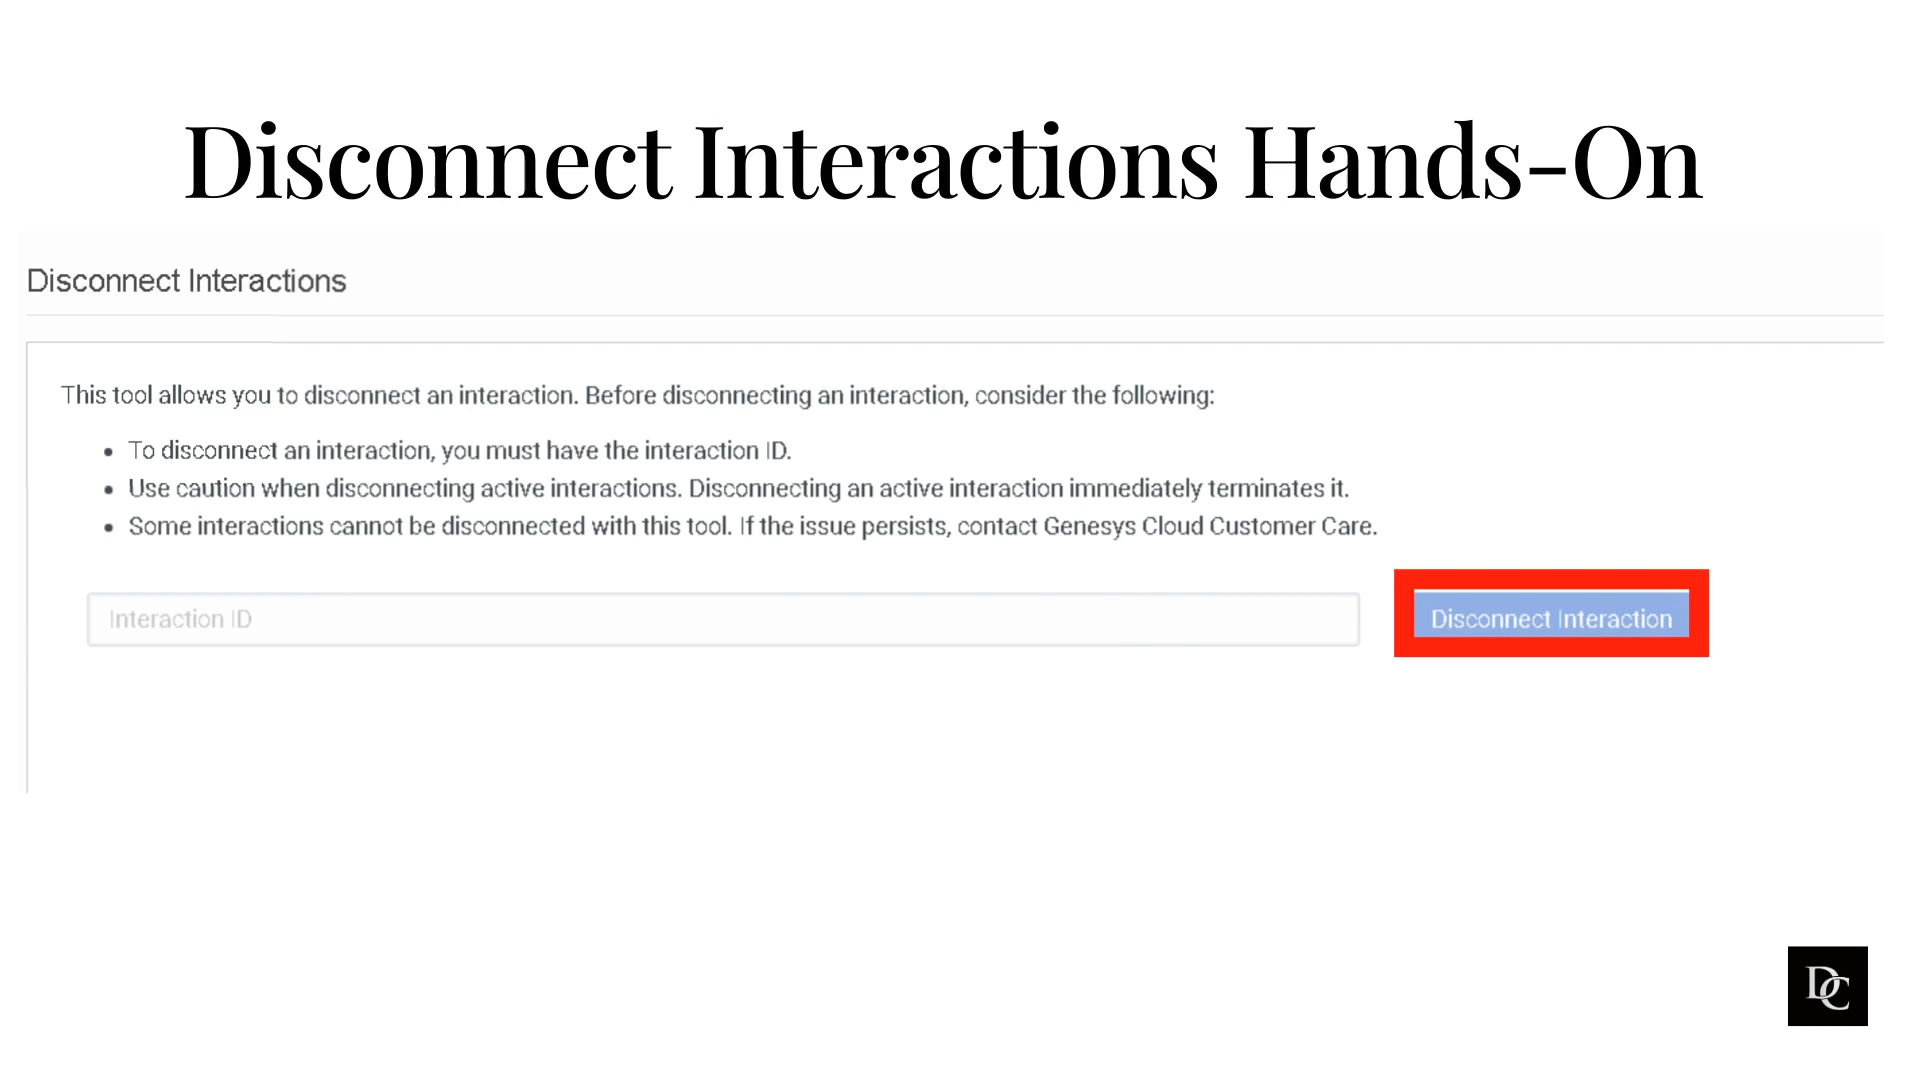 Disconnect Interactions Hands-On
Disconnect Interactions
This tool allows you to disconnect an interaction. Before disconnecting an interaction, consider the following:
• To disconnect an interaction, you must have the interaction ID.
• Use caution when disconnecting active interactions. Disconnecting an active interaction immediately terminates it.
• Some interactions cannot be disconnected with this tool. If the issue persists, contact Genesys Cloud Customer Care.
Interaction ID
Disconnect Interaction
DC